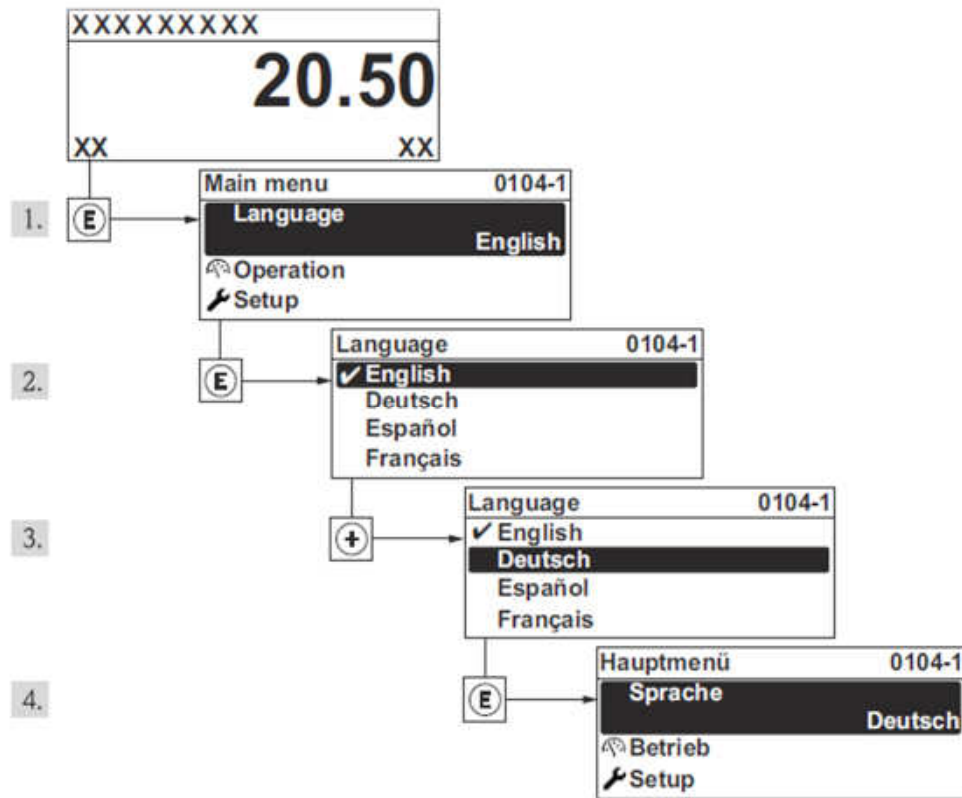 XXXXXXXXX
20.50
XX XX
1. E
Main menu 0104-1
Language
English
Operation
Setup
2. E
Language 0104-1
✔ English
Deutsch
Español
Français
3. +
Language 0104-1
✔ English
Deutsch
Español
Français
4. E
Hauptmenü 0104-1
Sprache
Deutsch
Betrieb
Setup